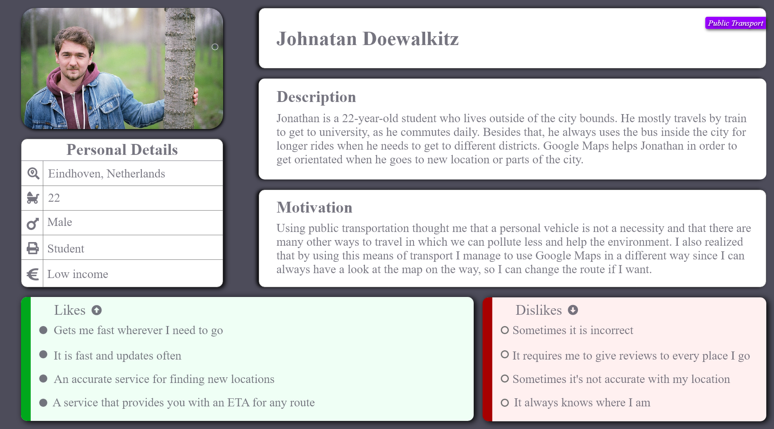 Johnatan Doewalkitz
Public Transport
Description
Jonathan is a 22-year-old student who lives outside of the city bounds. He mostly travels by train
to get to university, as he commutes daily. Besides that, he always uses the bus inside the city for
longer rides when he needs to get to different districts. Google Maps helps Jonathan in order to
get orientated when he goes to new location or parts of the city.
Personal Details
Eindhoven, Netherlands
22
Male
Student
Low income
Motivation
Using public transportation thought me that a personal vehicle is not a necessity and that there are
many other ways to travel in which we can pollute less and help the environment. I also realized
that by using this means of transport I manage to use Google Maps in a different way since I can
always have a look at the map on the way, so I can change the route if I want.
Likes
Gets me fast wherever I need to go
It is fast and updates often
An accurate service for finding new locations
A service that provides you with an ETA for any route
Dislikes
Sometimes it is incorrect
It requires me to give reviews to every place I go
Sometimes it's not accurate with my location
It always knows where I am